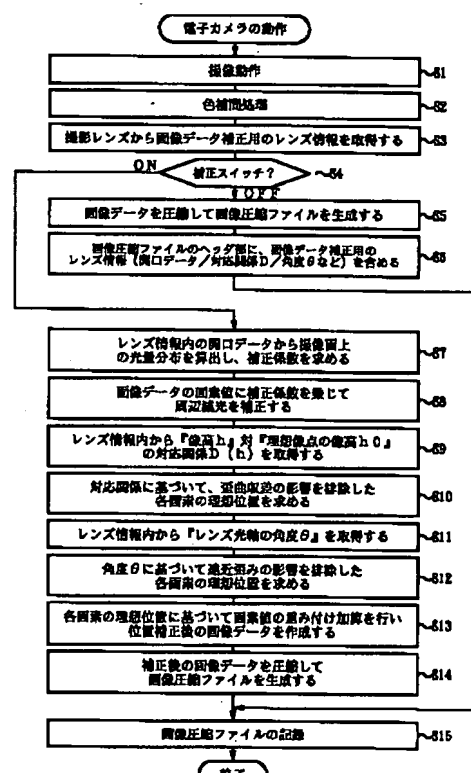 電子カメラの動作
撮像動作
S1
色補間処理
S2
撮影レンズから画像データ補正用のレンズ情報を取得する
S3
ON
補正スイッチ?
S4
OFF
画像データを圧縮して画像圧縮ファイルを生成する
S5
画像圧縮ファイルのヘッダ部に、画像データ補正用の
レンズ情報(開口データ/対応関係D/角度θなど)を含める
S6
レンズ情報内の開口データから撮像面上
の光量分布を算出し、補正係数を求める
S7
画像データの画素値に補正係数を乗じて
周辺減光を補正する
S8
レンズ情報内から『像高h』対『理想像点の像高h0』
の対応関係D(h)を取得する
S9
対応関係に基づいて、歪曲収差の影響を排除した
各画素の理想位置を求める
S10
レンズ情報内から『レンズ光軸の角度θ』を取得する
S11
角度θに基づいて遠近歪みの影響を排除した
各画素の理想位置を求める
S12
各画素の理想位置に基づいて画素値の重み付け加算を行い
位置補正後の画像データを作成する
S13
補正後の画像データを圧縮して
画像圧縮ファイルを生成する
S14
画像圧縮ファイルの記録
S15